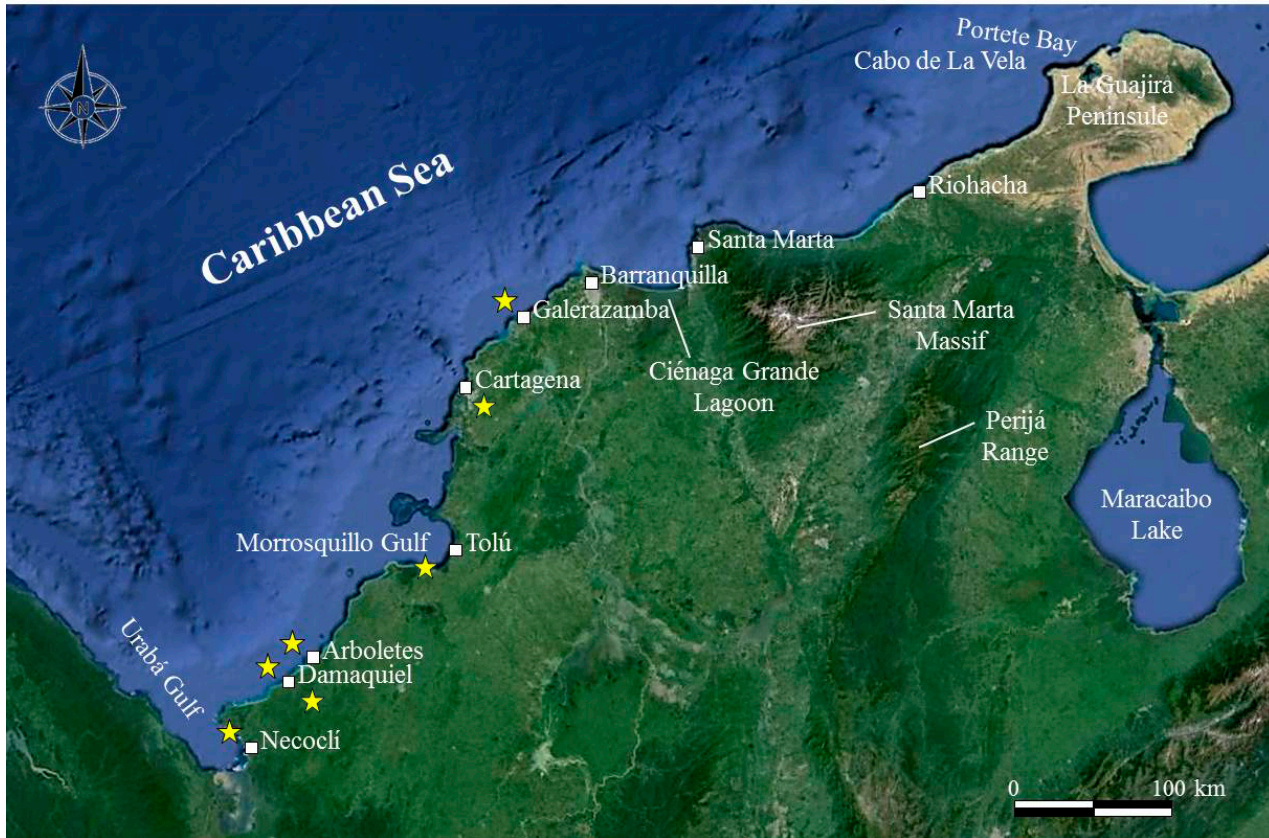 Portete Bay
Cabo de La Vela
La Guajira
Peninsule
N
Caribbean Sea
Riohacha
Santa Marta
Barranquilla
Galerazamba
Santa Marta
Massif
Ciénaga Grande
Lagoon
Cartagena
Perijá
Range
Maracaibo
Lake
Morrosquillo Gulf
Tolú
Urabá Gulf
Arboletes
Damaquiel
Necoclí
0
100 km